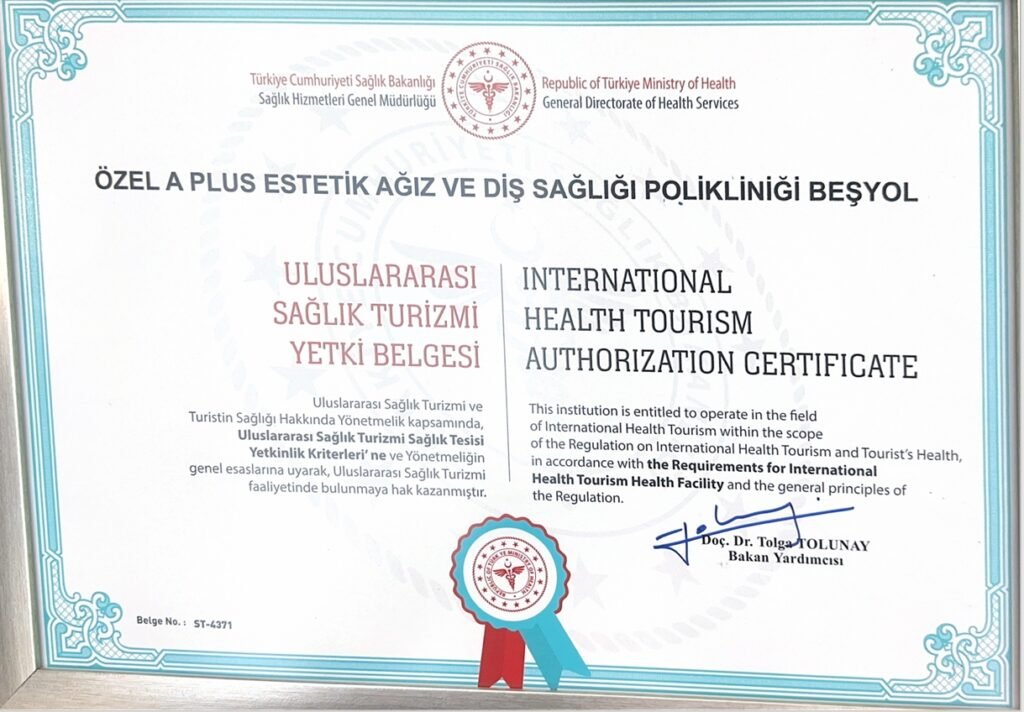 Türkiye Cumhuriyeti Sağlık Bakanlığı
Sağlık Hizmetleri Genel Müdürlüğü
Republic of Türkiye Ministry of Health
General Directorate of Health Services
ÖZEL A PLUS ESTETİK AĞIZ VE DİŞ SAĞLIĞI POLİKLİNİĞİ BEŞYOL
ULUSLARARASI
SAĞLIK TURİZMİ
YETKİ BELGESİ
Uluslararası Sağlık Turizmi ve
Turistin Sağlığı Hakkında Yönetmelik kapsamında,
Uluslararası Sağlık Turizmi Sağlık Tesisi
Yetkinlik Kriterleri' ne ve Yönetmeliğin
genel esaslarına uyarak, Uluslararası Sağlık Turizmi
faaliyetinde bulunmaya hak kazanmıştır.
INTERNATIONAL
HEALTH TOURISM
AUTHORIZATION CERTIFICATE
This institution is entitled to operate in the field
of International Health Tourism within the scope
of the Regulation on International Health Tourism and Tourist's Health,
in accordance with the Requirements for International
Health Tourism Health Facility and the general principles of
the Regulation.
Doç. Dr. Tolga TOLUNAY
Bakan Yardımcısı
Belge No. : ST-4371